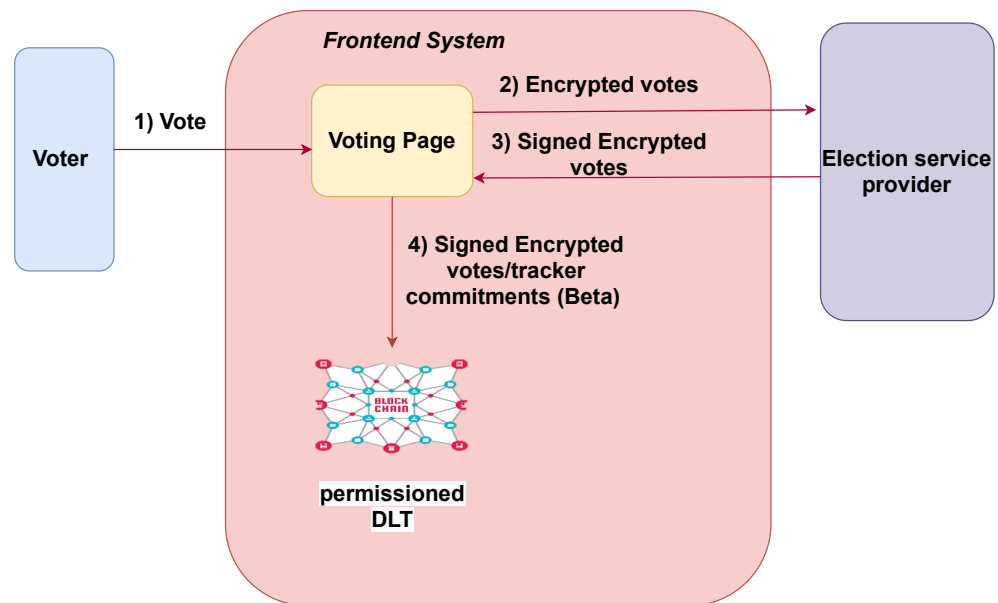 Frontend System
Voter
1) Vote
Voting Page
2) Encrypted votes
3) Signed Encrypted
votes
Election service
provider
4) Signed Encrypted
votes/tracker
commitments (Beta)
BLOCK
CHAIN
permissioned
DLT